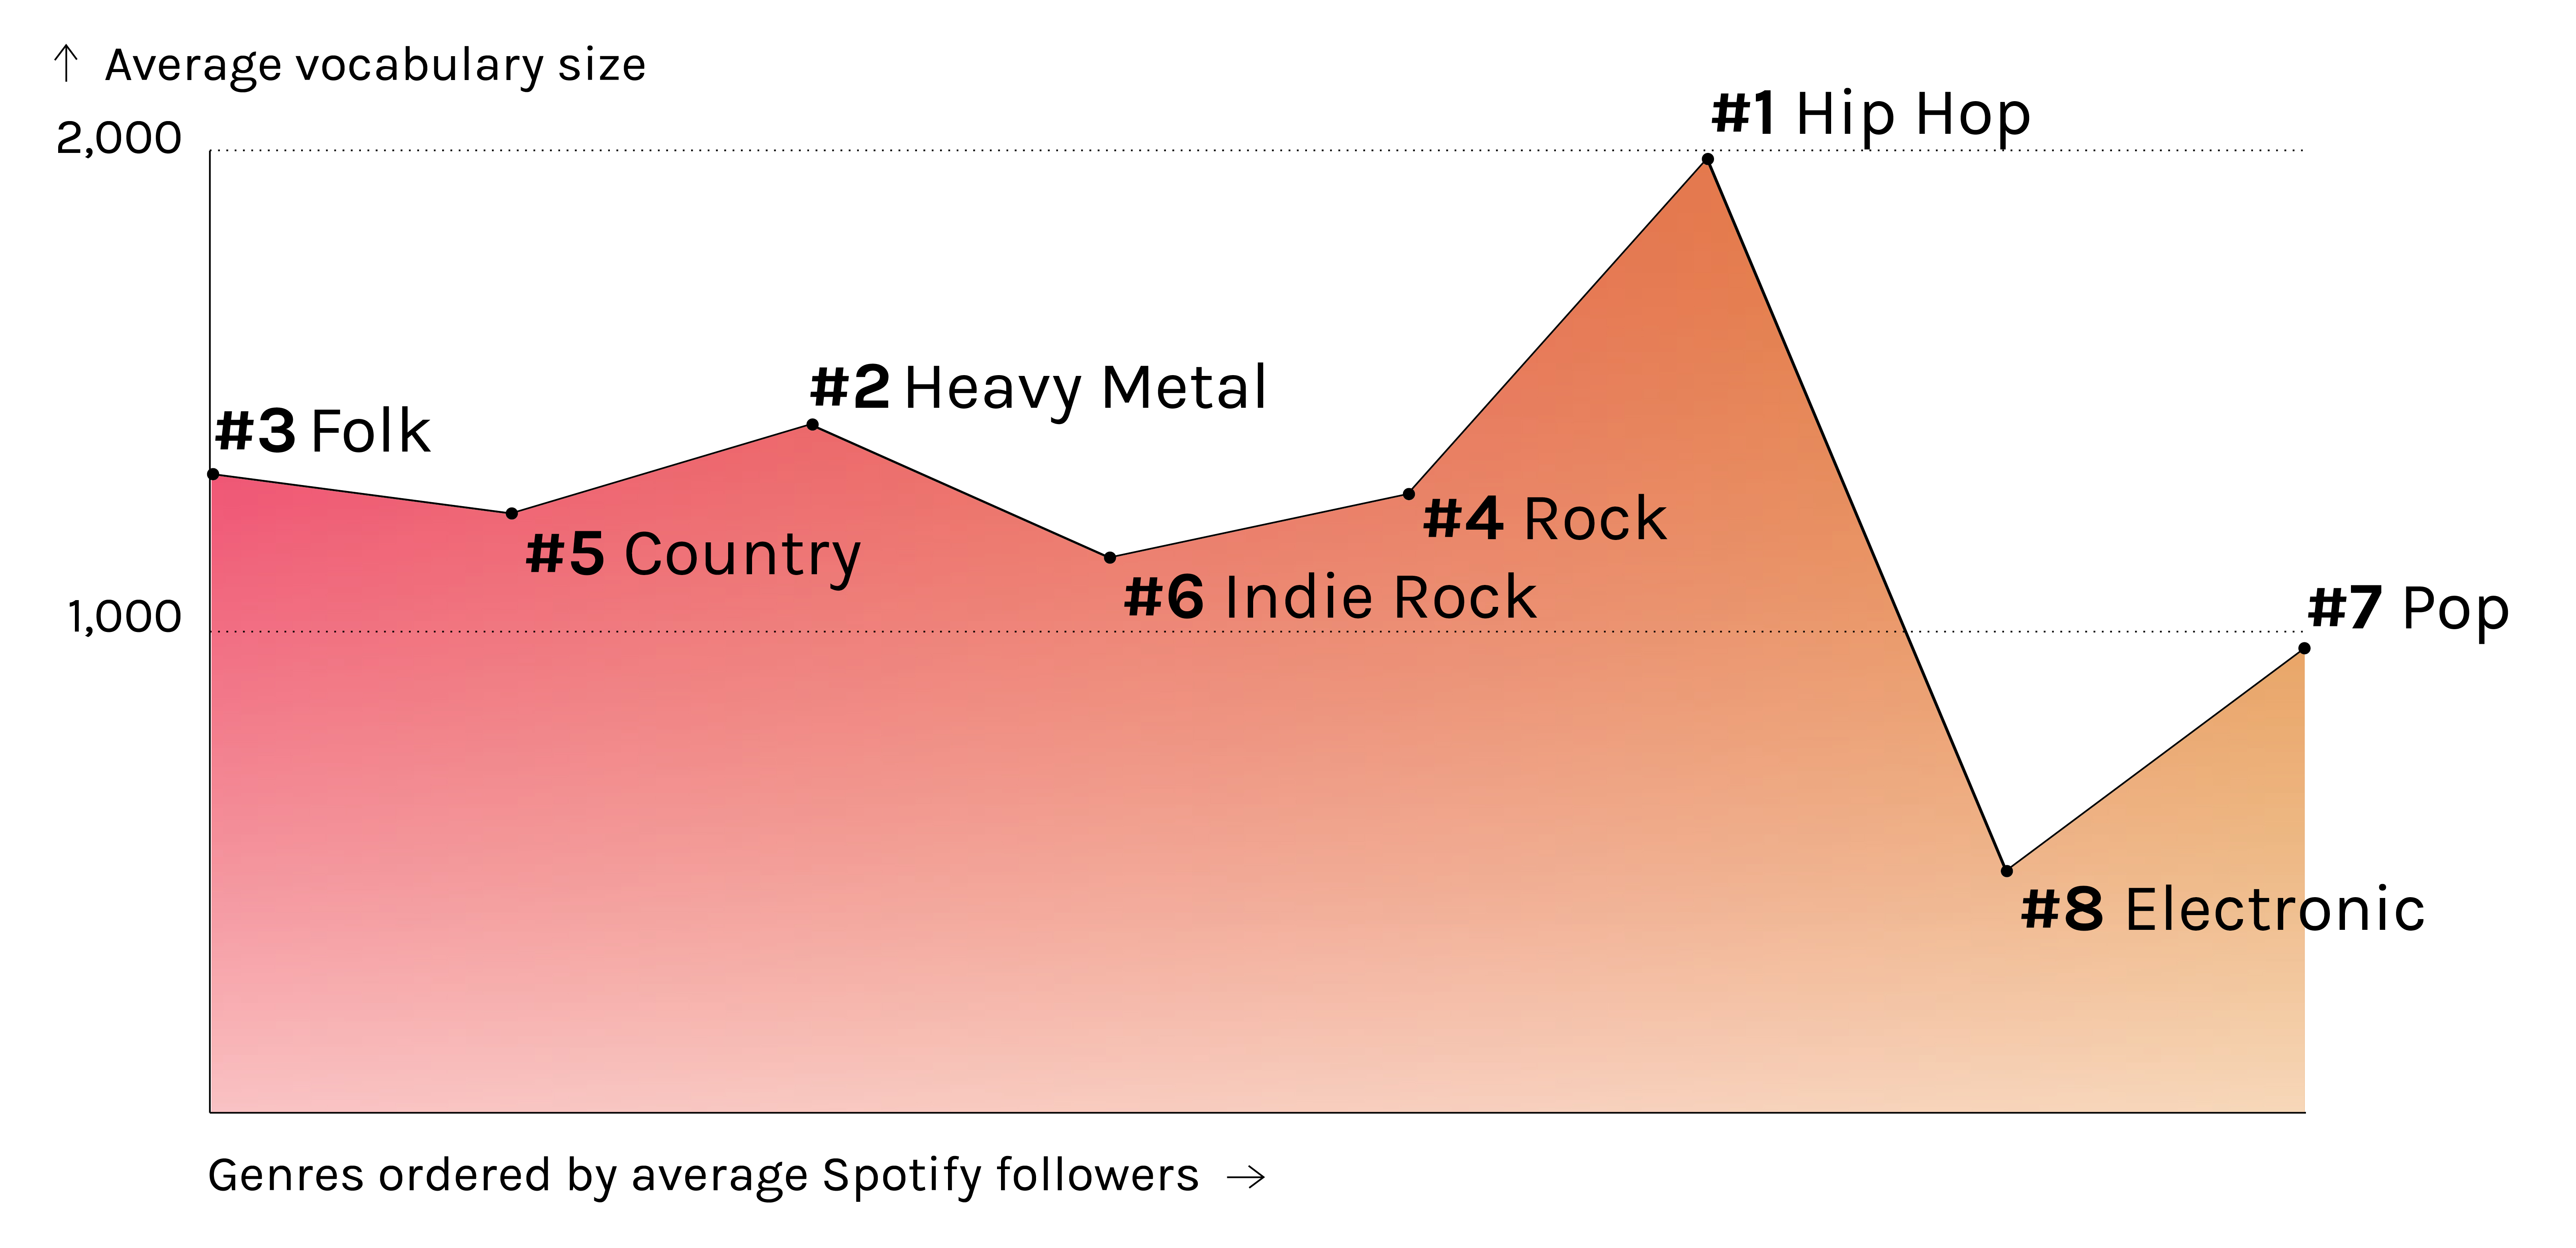 ↑ Average vocabulary size
2,000
#1 Hip Hop
#2 Heavy Metal
#3 Folk
#4 Rock
#5 Country
#6 Indie Rock
1,000
#7 Pop
#8 Electronic
Genres ordered by average Spotify followers →